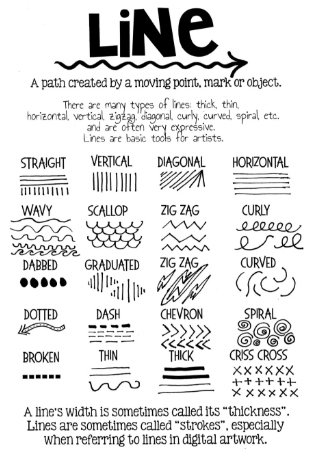 LiNe
A path created by a moving point, mark or object.
There are many types of lines: thick, thin,
horizontal, vertical, zigzag, diagonal, curly, curved, spiral, etc.
and are often very expressive.
Lines are basic tools for artists.
STRAIGHT VERTICAL DIAGONAL HORIZONTAL
WAVY SCALLOP ZIG ZAG CURLY
DABBED GRADUATED ZIG ZAG CURVED
DOTTED DASH CHEVRON SPIRAL
BROKEN THIN THICK CRISS CROSS
A line's width is sometimes called its "thickness".
Lines are sometimes called "strokes", especially
when referring to lines in digital artwork.